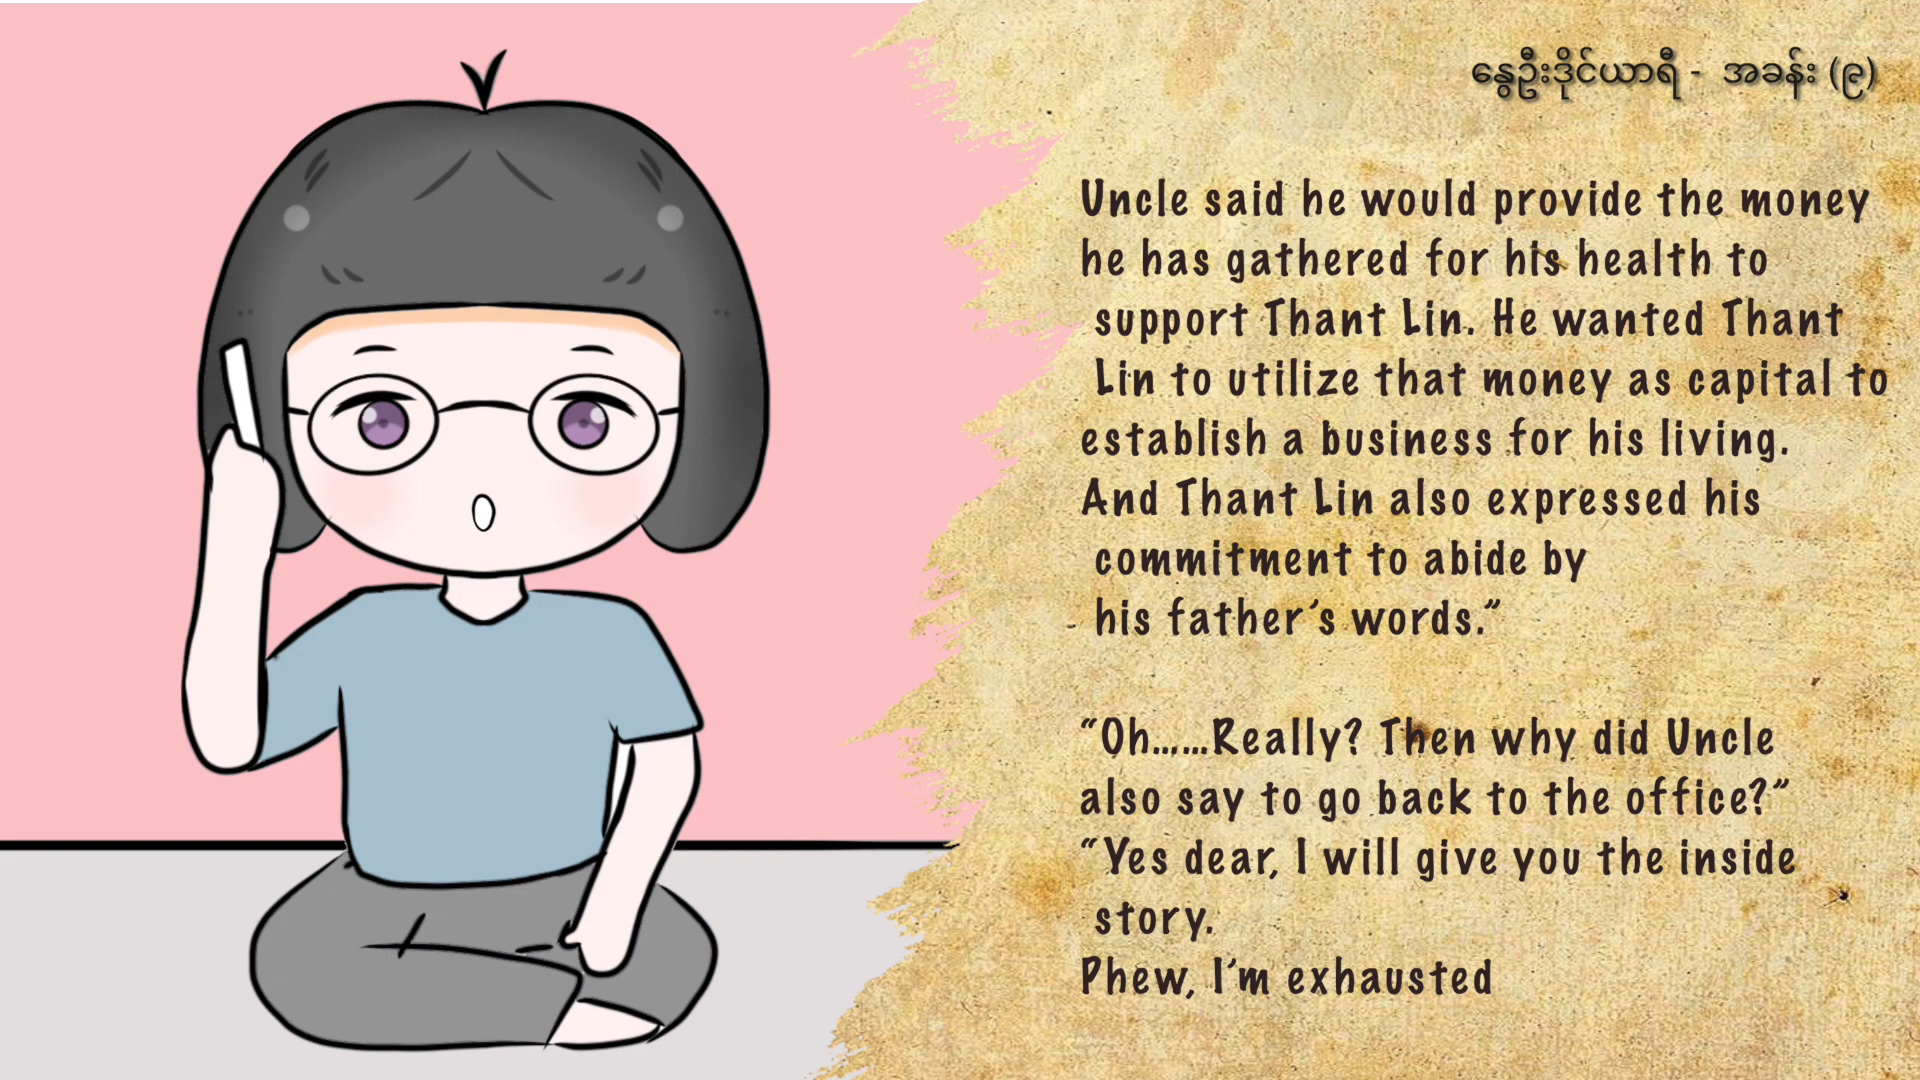 နွေဦးဒိုင်ယာရီ - အခန်း (၉)
Uncle said he would provide the money
he has gathered for his health to
support Thant Lin. He wanted Thant
Lin to utilize that money as capital to
establish a business for his living.
And Thant Lin also expressed his
commitment to abide by
his father’s words.”
“Oh......Really? Then why did Uncle
also say to go back to the office?”
“Yes dear, I will give you the inside
story.
Phew, I’m exhausted